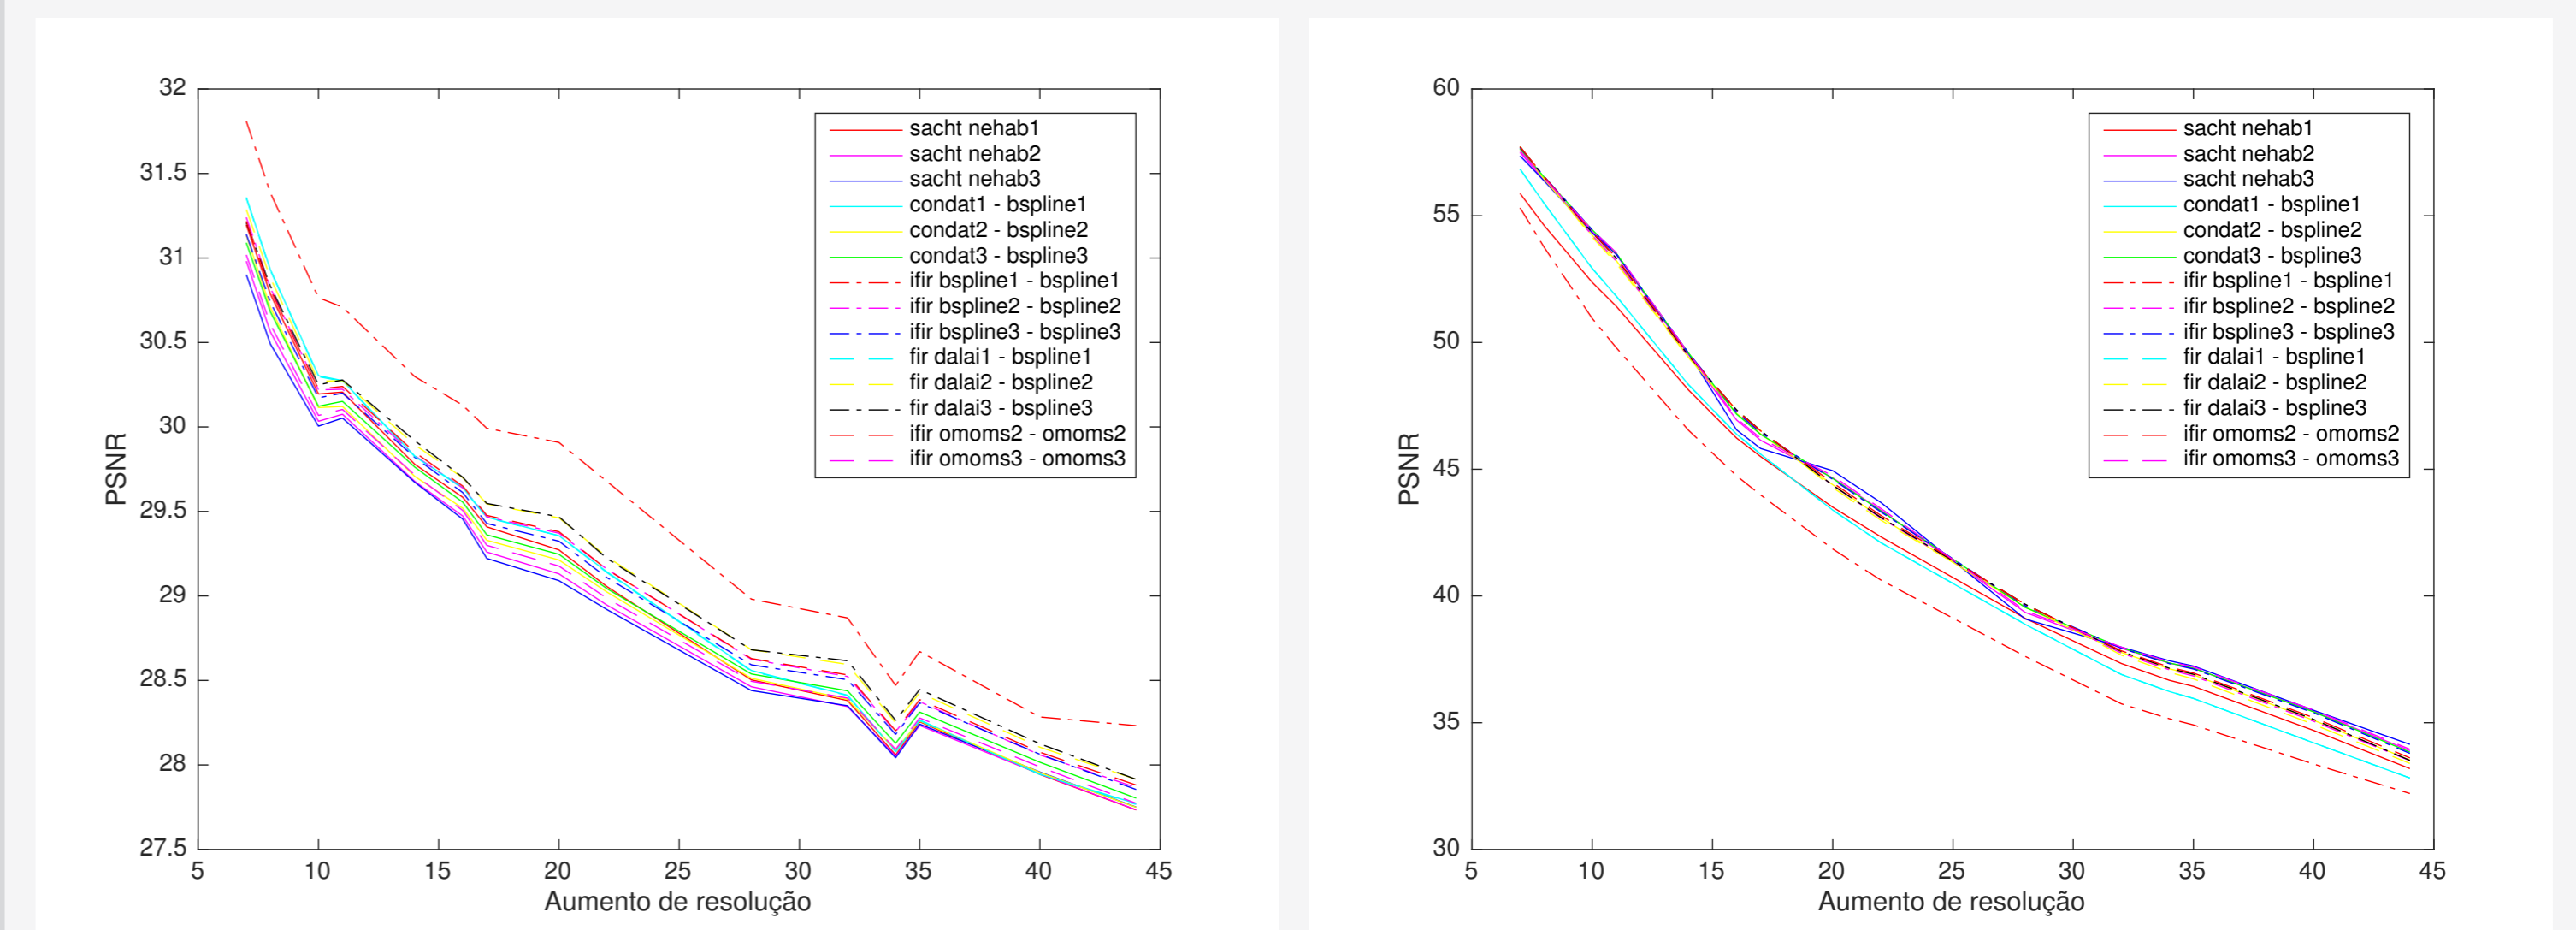 32
31.5
31
30.5
30
29.5
29
28.5
28
27.5
5 10 15 20 25 30 35 40 45
PSNR
Aumento de resolução
sacht nehab1
sacht nehab2
sacht nehab3
condat1 - bspline1
condat2 - bspline2
condat3 - bspline3
ifir bspline1 - bspline1
ifir bspline2 - bspline2
ifir bspline3 - bspline3
fir dalai1 - bspline1
fir dalai2 - bspline2
fir dalai3 - bspline3
ifir omoms2 - omoms2
ifir omoms3 - omoms3
60
55
50
45
40
35
30
5 10 15 20 25 30 35 40 45
PSNR
Aumento de resolução
sacht nehab1
sacht nehab2
sacht nehab3
condat1 - bspline1
condat2 - bspline2
condat3 - bspline3
ifir bspline1 - bspline1
ifir bspline2 - bspline2
ifir bspline3 - bspline3
fir dalai1 - bspline1
fir dalai2 - bspline2
fir dalai3 - bspline3
ifir omoms2 - omoms2
ifir omoms3 - omoms3